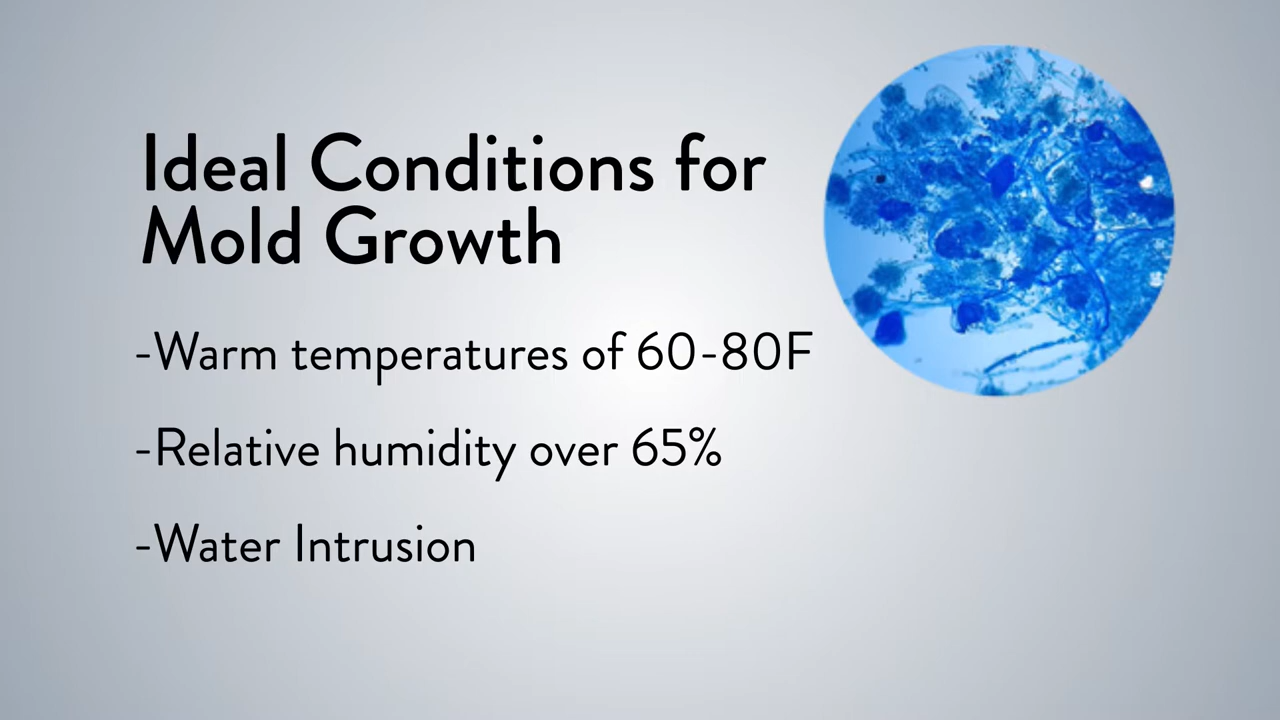 Ideal Conditions for
Mold Growth
-Warm temperatures of 60-80F
-Relative humidity over 65%
-Water Intrusion